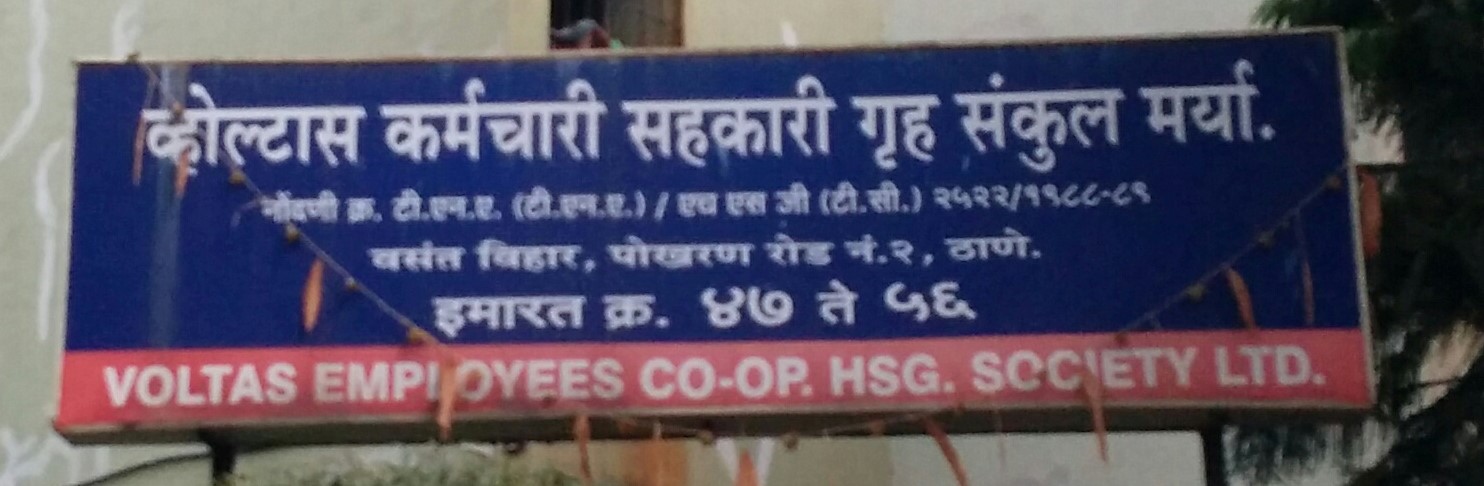 व्होल्टास कर्मचारी सहकारी गृह संकुल मर्या.
नोंदणी क्र. टी.एन.ए. (टी.एन.ए.) / एच एस जी (टी.सी.) २५२२/१९८८-८९
वसंत विहार, पोखरण रोड नं.२, ठाणे.
इमारत क्र. ४७ ते ५६
VOLTAS EMPLOYEES CO-OP. HSG. SOCIETY LTD.